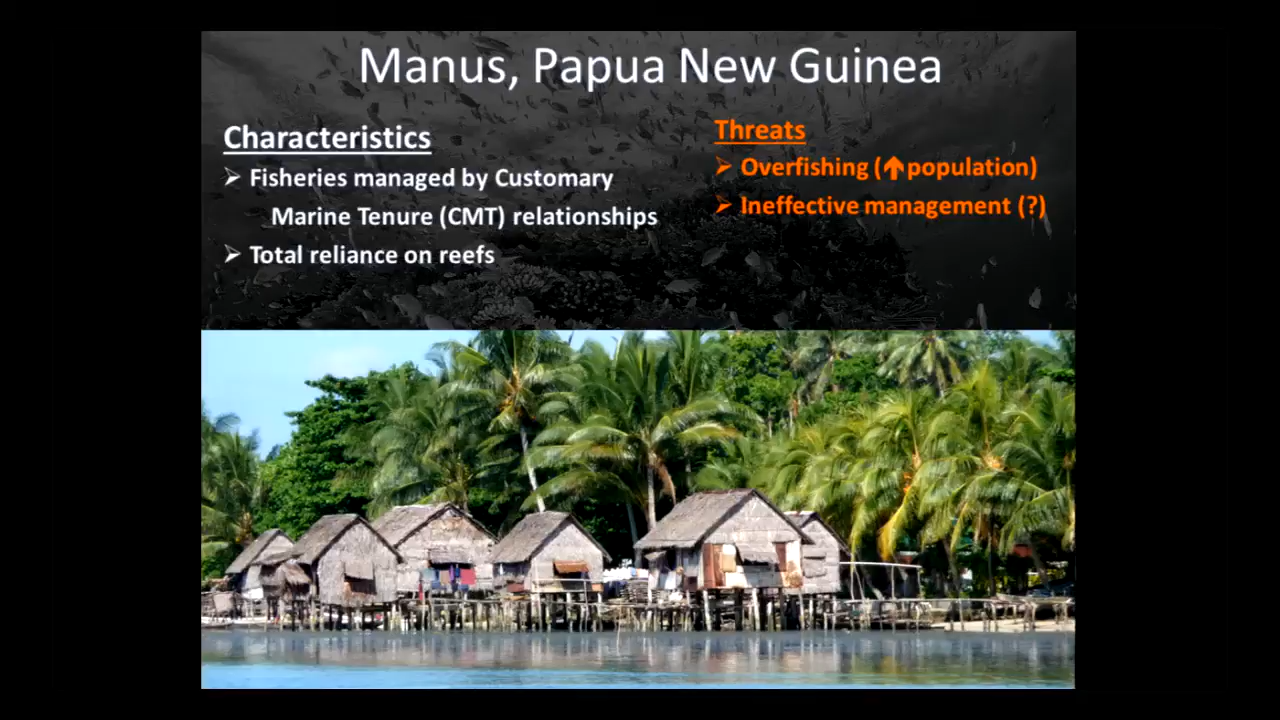 Manus, Papua New Guinea
Characteristics
➢ Fisheries managed by Customary
Marine Tenure (CMT) relationships
➢ Total reliance on reefs
Threats
➢ Overfishing (⬆population)
➢ Ineffective management (?)